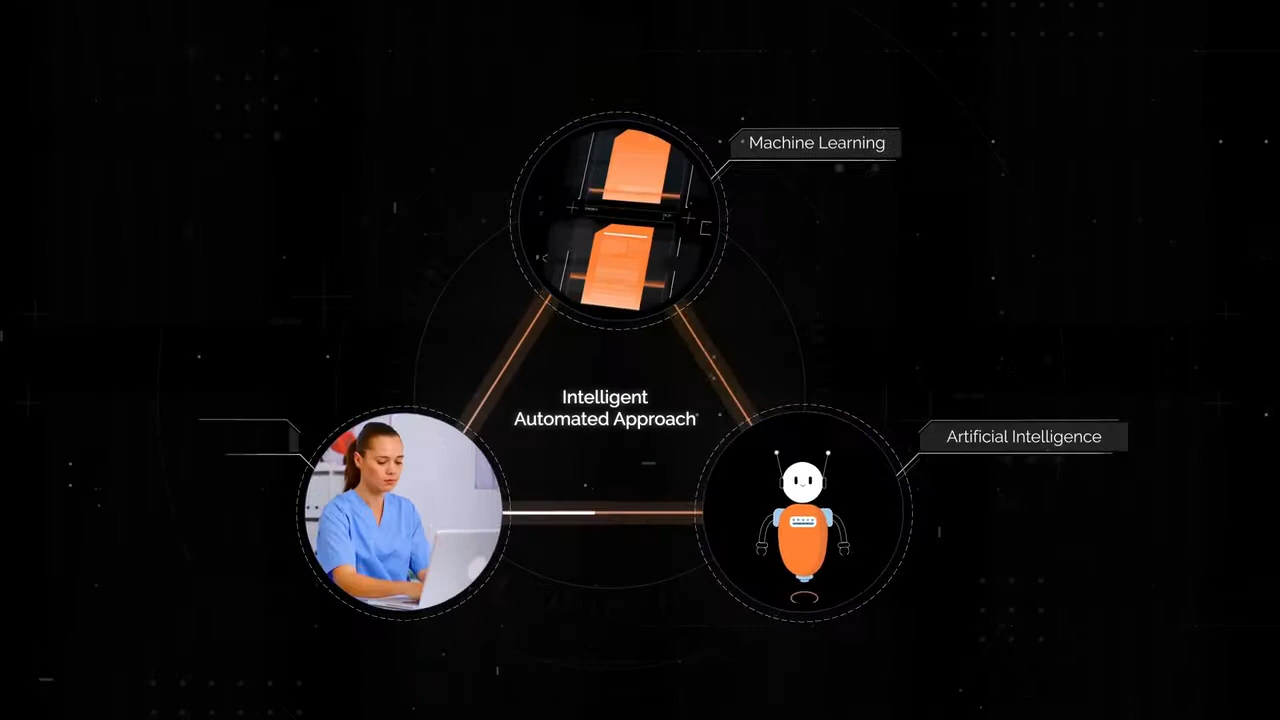 Machine Learning
Intelligent
Automated Approach
Artificial Intelligence